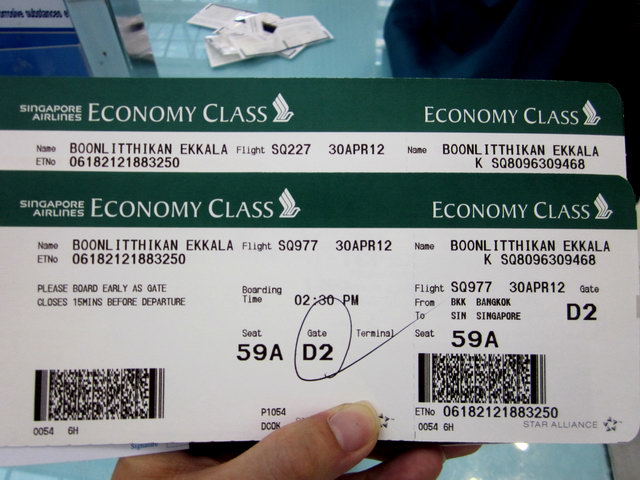 SINGAPORE AIRLINES ECONOMY CLASS ECONOMY CLASS
Name BOONLITTHIKAN EKKALA Flight SQ227 30APR12 Name BOONLITTHIKAN EKKALA
ETNo 06182121883250 K SQ8096309468
SINGAPORE AIRLINES ECONOMY CLASS ECONOMY CLASS
Name BOONLITTHIKAN EKKALA Flight SQ977 30APR12 Name BOONLITTHIKAN EKKALA
ETNo 06182121883250 K SQ8096309468
PLEASE BOARD EARLY AS GATE
CLOSES 15MINS BEFORE DEPARTURE
Boarding Time 02:30 PM
Seat Gate Terminal
59A D2
Flight SQ977 30APR12 Gate
From BKK BANGKOK D2
To SIN SINGAPORE
Seat 59A
0054 6H
P1054
DCOK
ETNo 06182121883250
0054 6H STAR ALLIANCE
Signature